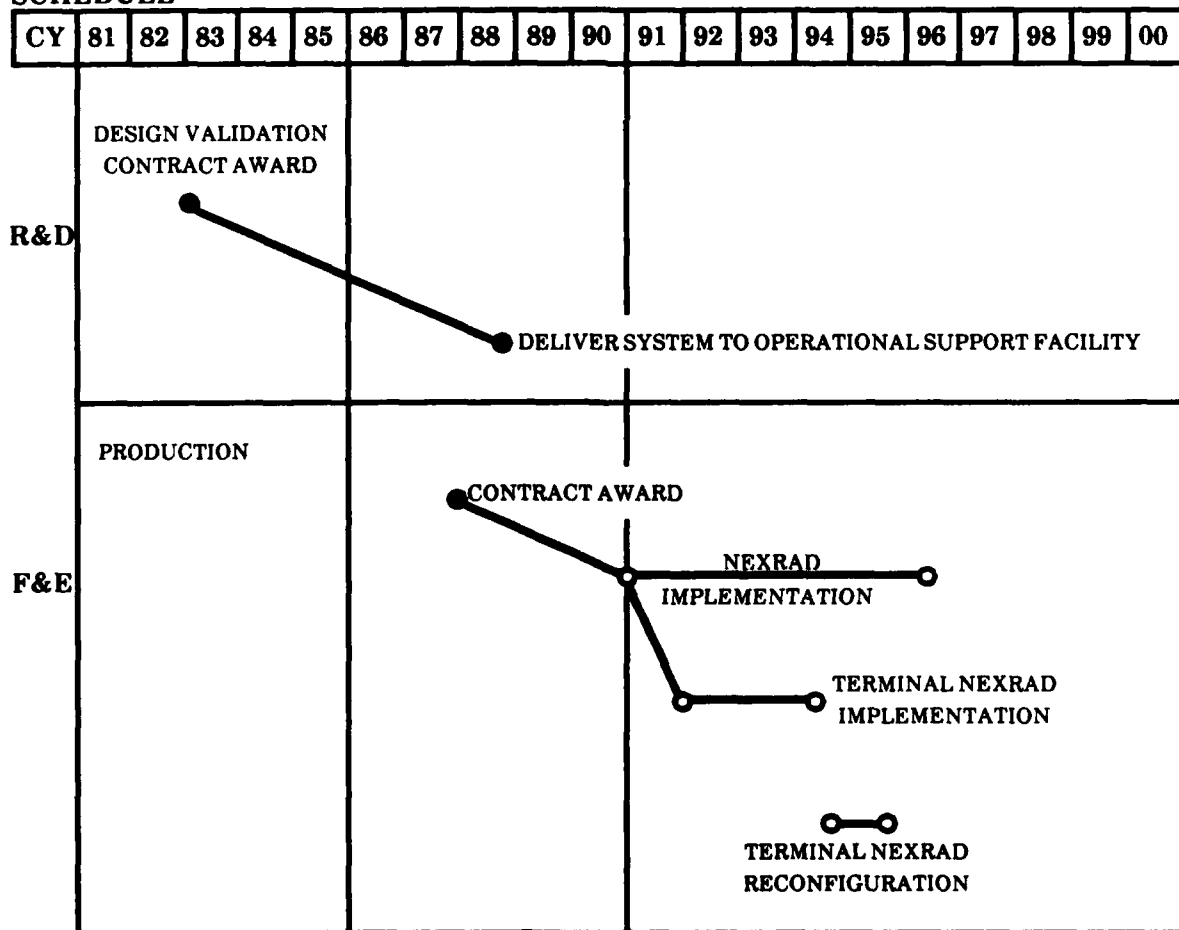 SCHEDULE
CY 81 82 83 84 85 86 87 88 89 90 91 92 93 94 95 96 97 98 99 00
DESIGN VALIDATION
CONTRACT AWARD
R&D
DELIVER SYSTEM TO OPERATIONAL SUPPORT FACILITY
PRODUCTION
CONTRACT AWARD
F&E
NEXRAD
IMPLEMENTATION
TERMINAL NEXRAD
IMPLEMENTATION
TERMINAL NEXRAD
RECONFIGURATION